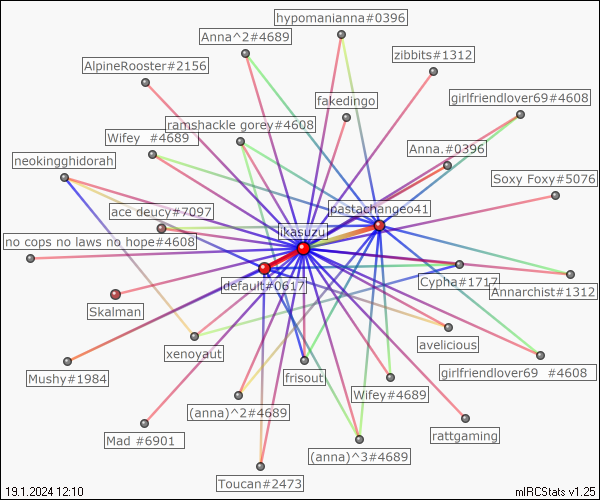 hypomanianna#0396
Anna^2#4689
zibbits#1312
AlpineRooster#2156
fakedingo
girlfriendlover69#4608
ramshackle gorey#4608
Wifey  #4689
Anna.#0396
neokingghidorah
Soxy Foxy#5076
ace deucy#7097
pastachangeo41
ikasuzu
no cops no laws no hope#4608
default#0617
Cypha#1717
Annarchist#1312
Skalman
avelicious
xenoyaut
girlfriendlover69  #4608
Mushy#1984
frisout
Wifey#4689
(anna)^2#4689
rattgaming
Mad #6901
(anna)^3#4689
Toucan#2473
19.1.2024 12:10
mIRCStats v1.25